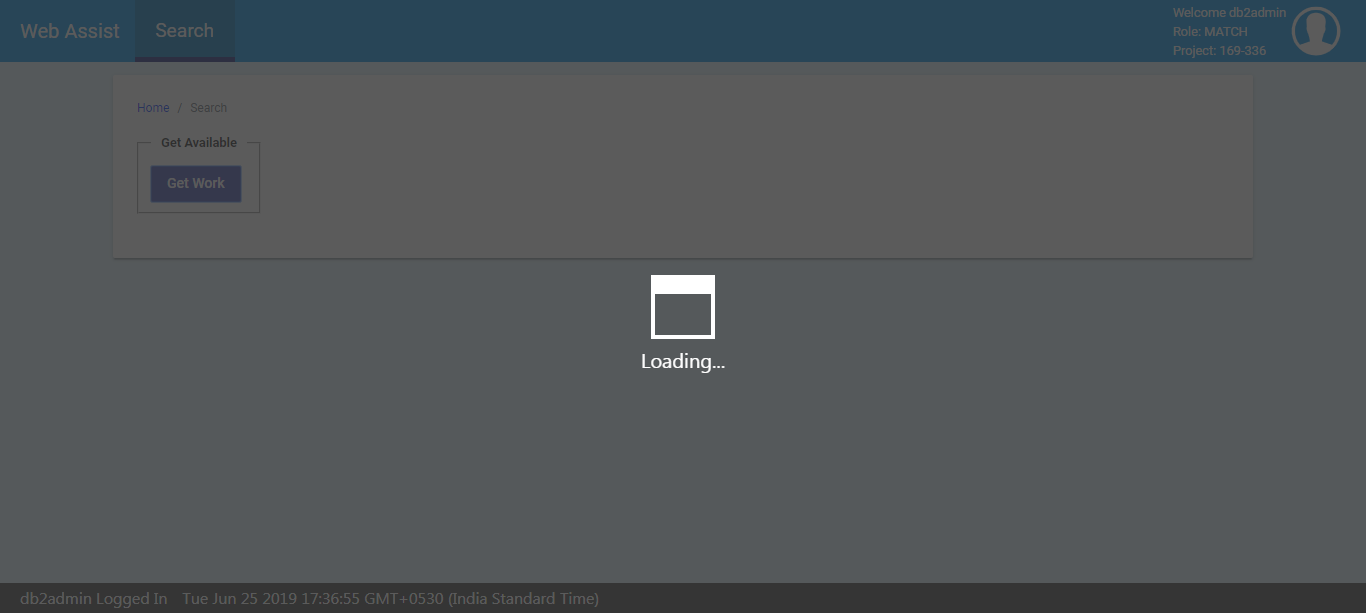 Web Assist Search
Welcome db2admin
Role: MATCH
Project: 169-336
Home / Search
Get Available
Get Work
Loading...
db2admin Logged In Tue Jun 25 2019 17:36:55 GMT+0530 (India Standard Time)